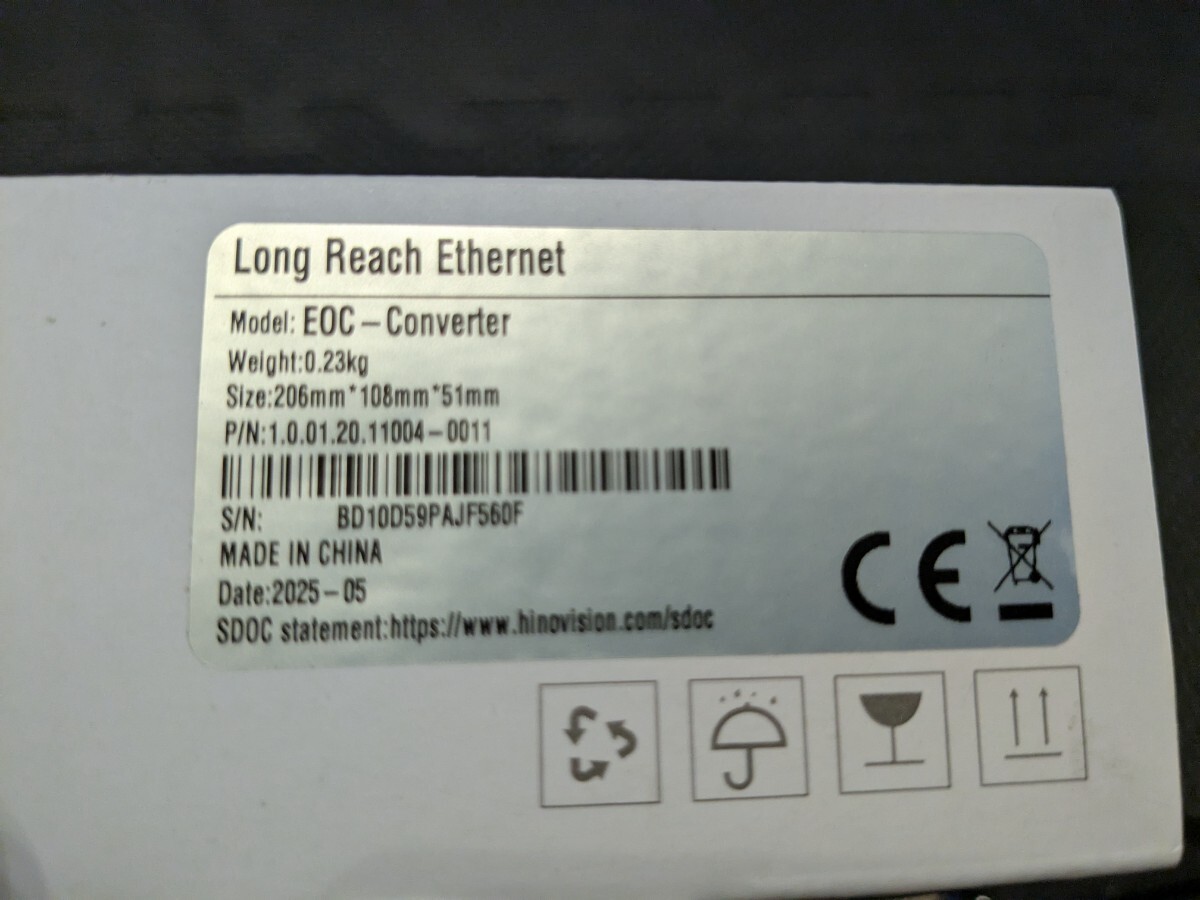 Long Reach Ethernet
Model: EOC-Converter
Weight:0.23kg
Size:206mm*108mm*51mm
P/N:1.0.01.20.11004-0011
S/N: BD10D59PAJF560F
MADE IN CHINA
Date:2025-05
SDOC statement:https://www.hinovision.com/sdoc
CE